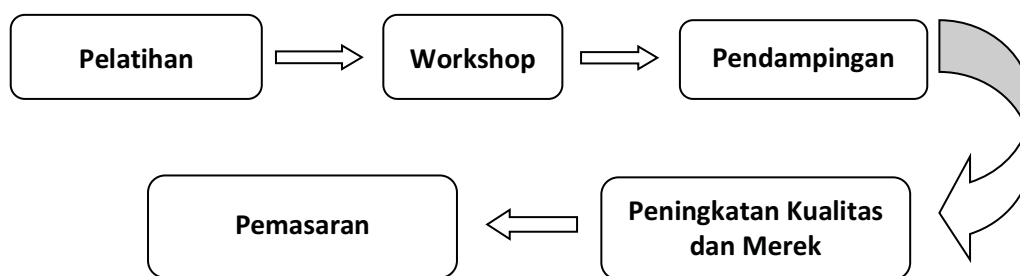 Pelatihan
Workshop
Pendampingan
Peningkatan Kualitas
dan Merek
Pemasaran